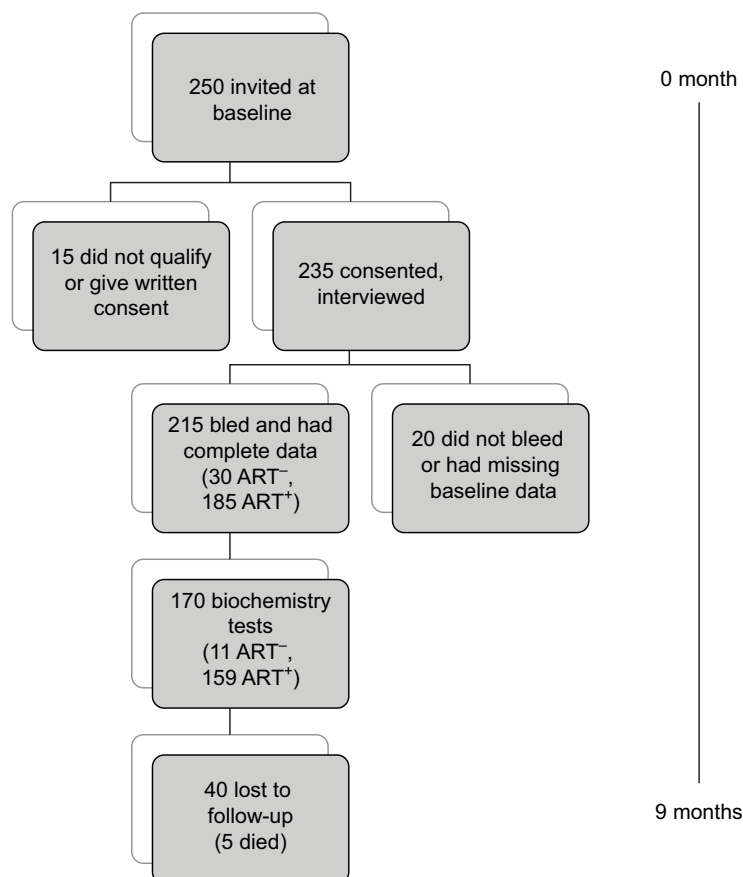 250 invited at
baseline
0 month
15 did not qualify
or give written
consent
235 consented,
interviewed
215 bled and had
complete data
(30 ART⁻,
185 ART⁺)
20 did not bleed
or had missing
baseline data
170 biochemistry
tests
(11 ART⁻,
159 ART⁺)
40 lost to
follow-up
(5 died)
9 months